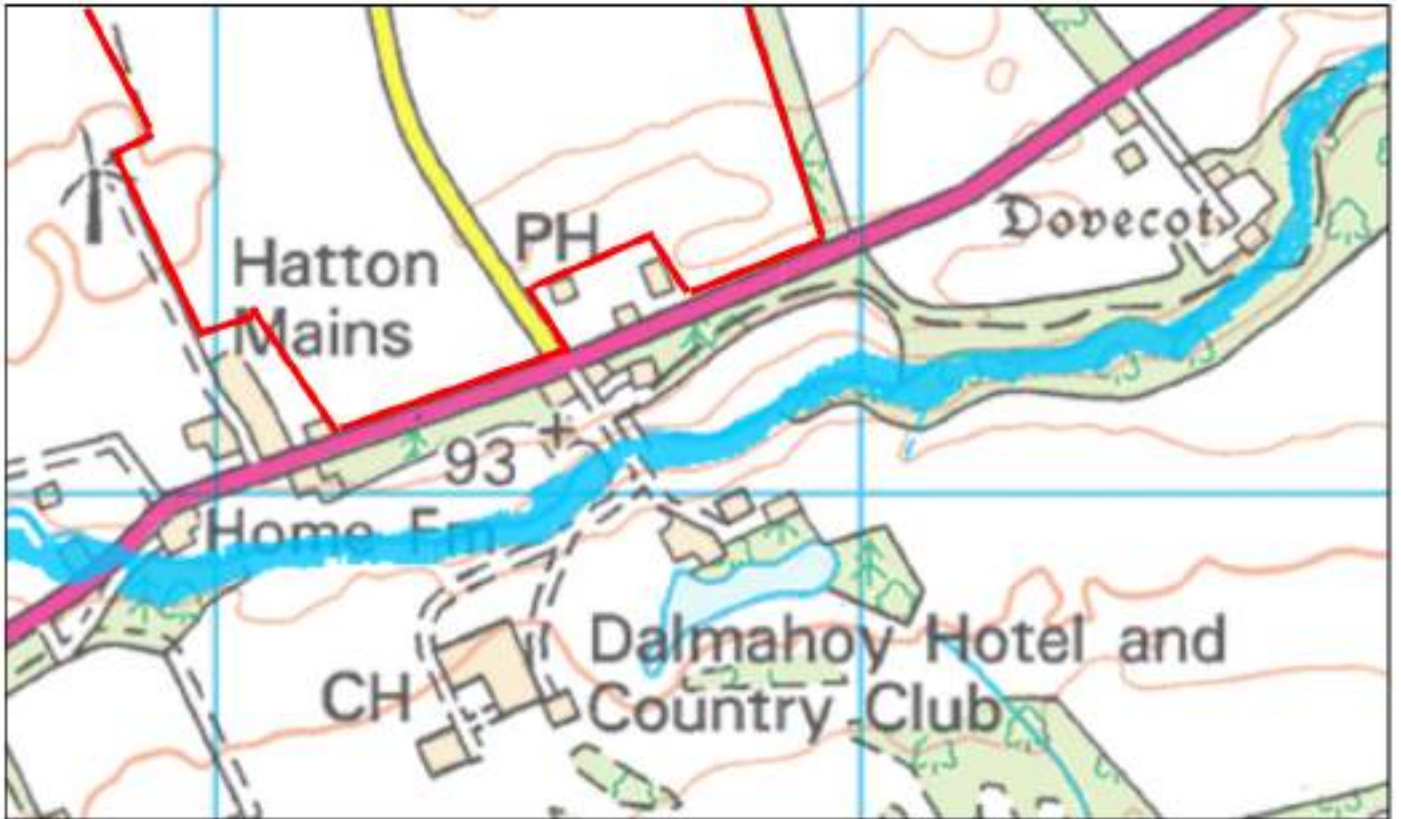 PH
Hatton
Mains
Dovecot
93
Home Fm
Dalmahoy Hotel and
Country Club
CH